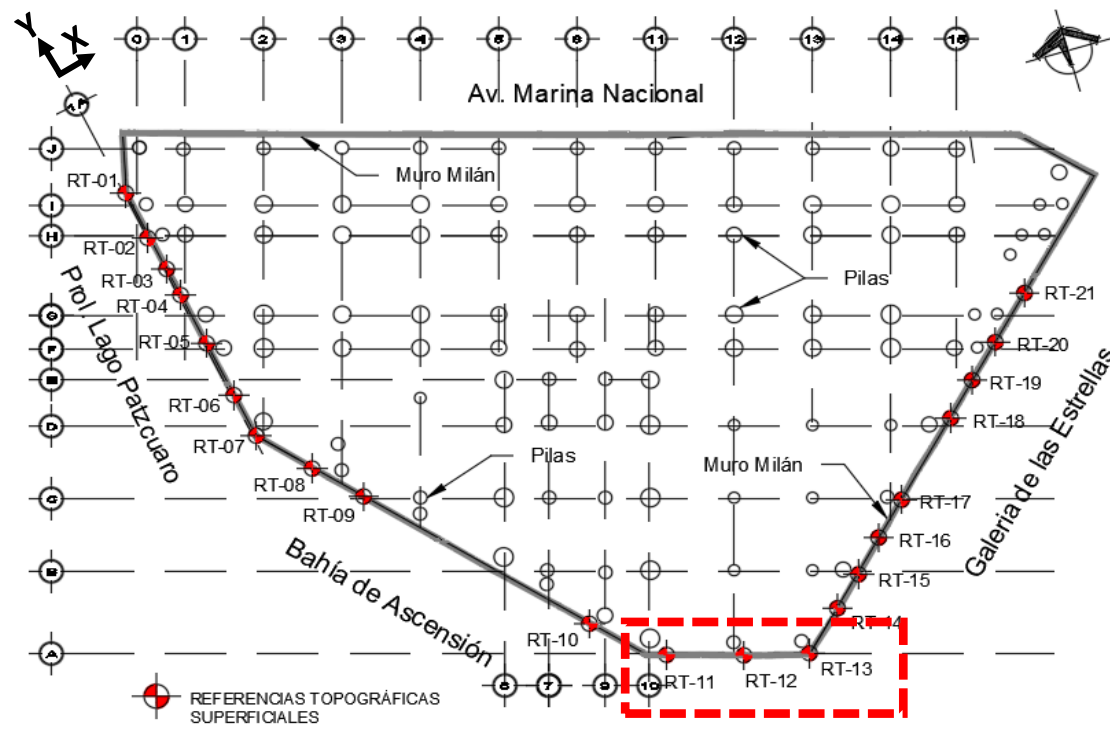 Y X
0 1 2 3 4 5 8 11 12 13 14 15
1A
Av. Marina Nacional
J
Muro Milán
RT-01
I
H
RT-02
RT-03
Pilas
RT-04
RT-21
G
RT-05
RT-20
F
E
RT-19
RT-06
D
RT-18
RT-07
Prol. Lago Patzcuaro
Pilas
Muro Milán
RT-08
C
RT-09
RT-17
RT-16
Galeria de las Estrellas
B
RT-15
Bahía de Ascensión
RT-14
RT-10
A
RT-11
RT-12
RT-13
6 7 9 10
REFERENCIAS TOPOGRÁFICAS
SUPERFICIALES